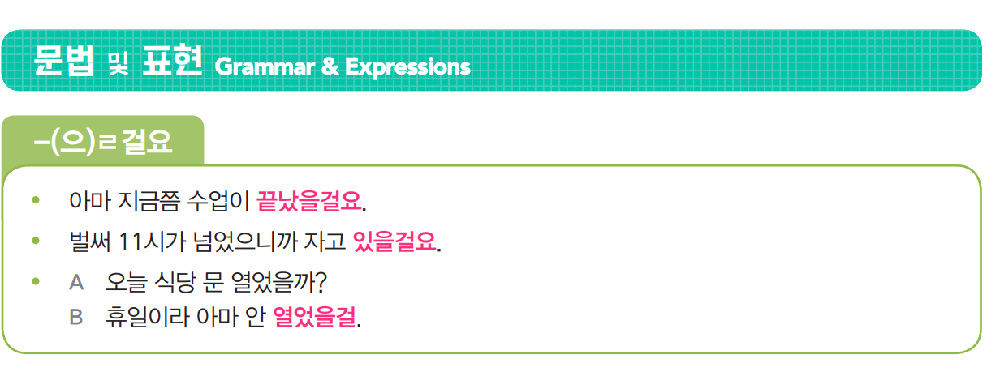 문법 및 표현 Grammar & Expressions
-(으)ㄹ걸요
• 아마 지금쯤 수업이 끝났을걸요.
• 벌써 11시가 넘었으니까 자고 있을걸요.
• A 오늘 식당 문 열었을까?
B 휴일이라 아마 안 열었을걸.